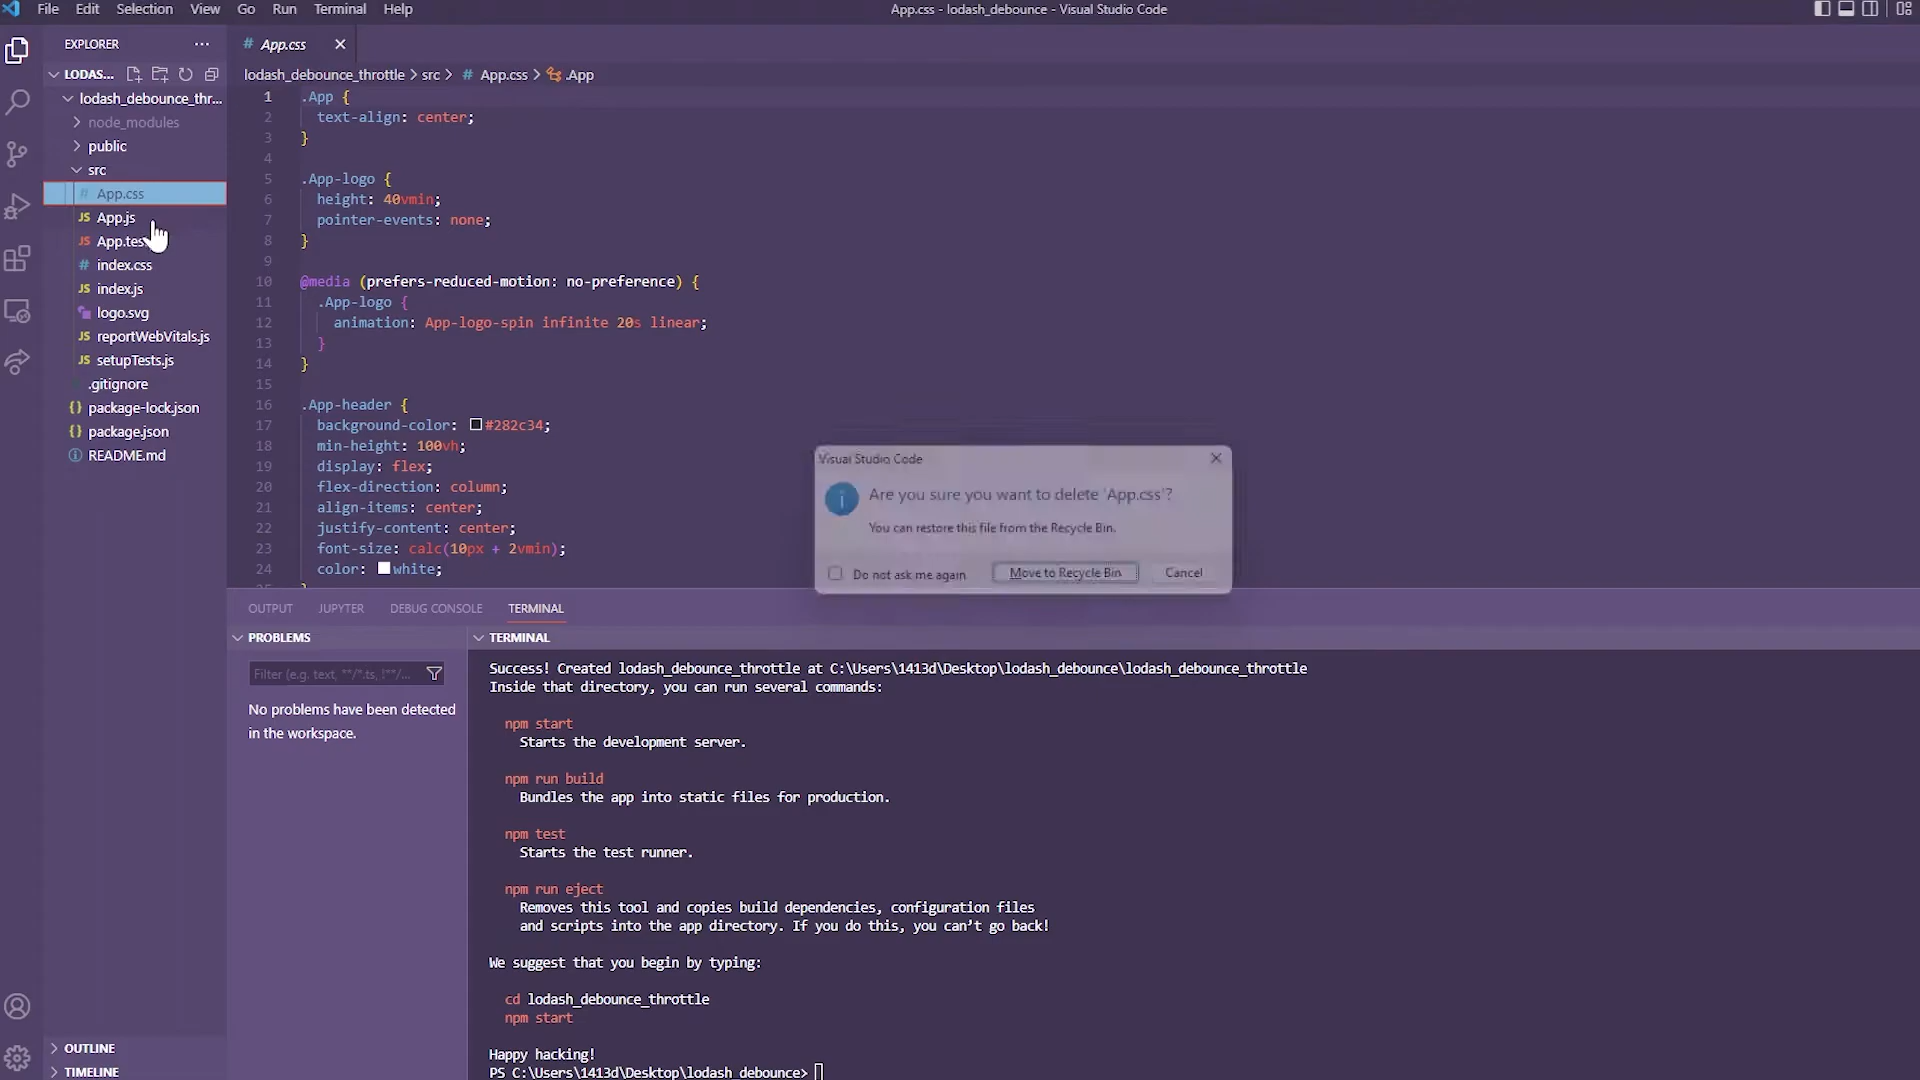 File Edit Selection View Go Run Terminal Help
App.css - lodash_debounce - Visual Studio Code
EXPLORER
LODAS...
lodash_debounce_thr...
node_modules
public
src
# App.css
JS App.js
JS App.tes
# index.css
JS index.js
logo.svg
JS reportWebVitals.js
JS setupTests.js
.gitignore
{} package-lock.json
{} package.json
README.md
OUTLINE
TIMELINE
# App.css
lodash_debounce_throttle > src > # App.css > .App
1 .App {
2 text-align: center;
3 }
4
5 .App-logo {
6 height: 40vmin;
7 pointer-events: none;
8 }
9
10 @media (prefers-reduced-motion: no-preference) {
11 .App-logo {
12 animation: App-logo-spin infinite 20s linear;
13 }
14 }
15
16 .App-header {
17 background-color: #282c34;
18 min-height: 100vh;
19 display: flex;
20 flex-direction: column;
21 align-items: center;
22 justify-content: center;
23 font-size: calc(10px + 2vmin);
24 color: white;
Visual Studio Code
Are you sure you want to delete 'App.css'?
You can restore this file from the Recycle Bin.
Do not ask me again
Move to Recycle Bin
Cancel
OUTPUT JUPYTER DEBUG CONSOLE TERMINAL
PROBLEMS
Filter (e.g. text, **/*.ts, !**/...
No problems have been detected
in the workspace.
TERMINAL
Success! Created lodash_debounce_throttle at C:\Users\1413d\Desktop\lodash_debounce\lodash_debounce_throttle
Inside that directory, you can run several commands:
npm start
Starts the development server.
npm run build
Bundles the app into static files for production.
npm test
Starts the test runner.
npm run eject
Removes this tool and copies build dependencies, configuration files
and scripts into the app directory. If you do this, you can’t go back!
We suggest that you begin by typing:
cd lodash_debounce_throttle
npm start
Happy hacking!
PS C:\Users\1413d\Desktop\lodash_debounce>